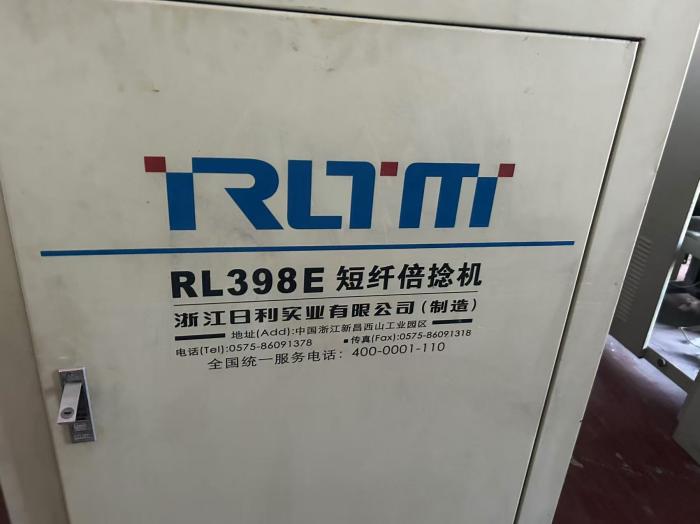 RLTM
RL398E 短纤倍捻机
浙江日利实业有限公司(制造)
地址(Add):中国浙江新昌西山工业园区
电话(Tel):0575-86091378 ▪传真(Fax):0575-86091318
全国统一服务电话：400-0001-110